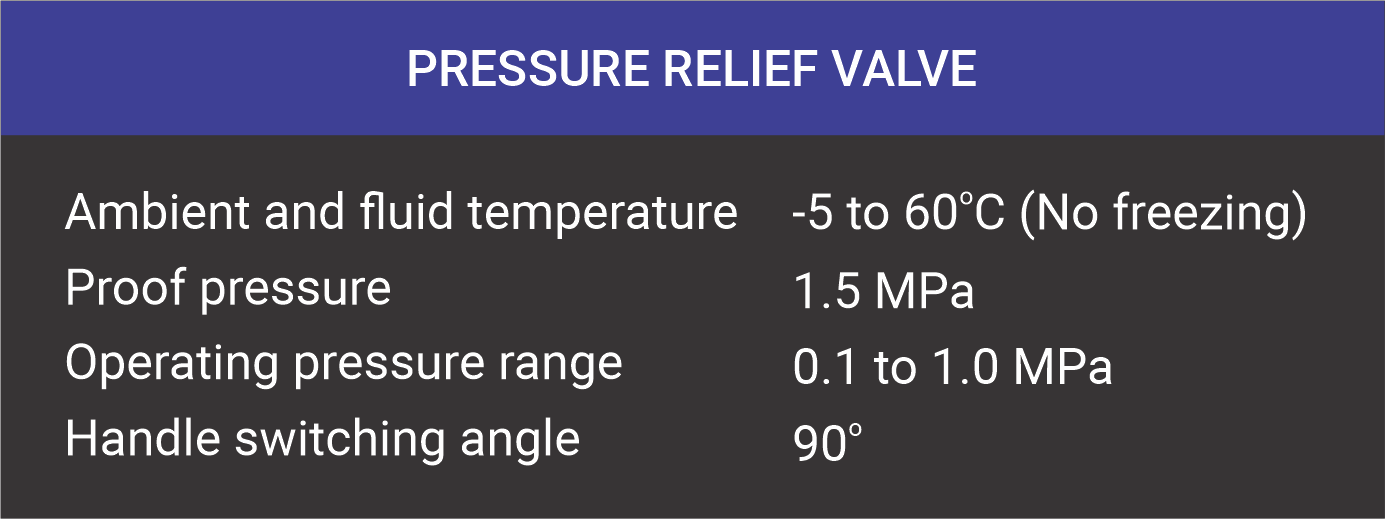 PRESSURE RELIEF VALVE
Ambient and fluid temperature -5 to 60°C (No freezing)
Proof pressure 1.5 MPa
Operating pressure range 0.1 to 1.0 MPa
Handle switching angle 90°